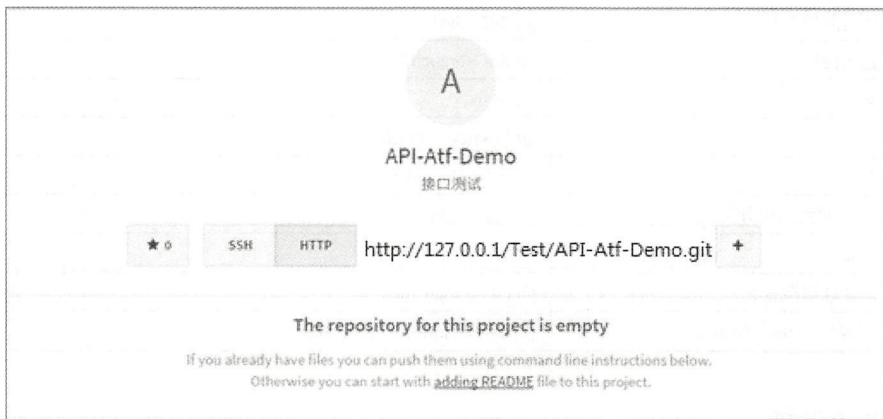 A
API-Atf-Demo
接口测试
★ 0 SSH HTTP http://127.0.0.1/Test/API-Atf-Demo.git +
The repository for this project is empty
If you already have files you can push them using command line instructions below.
Otherwise you can start with adding README file to this project.